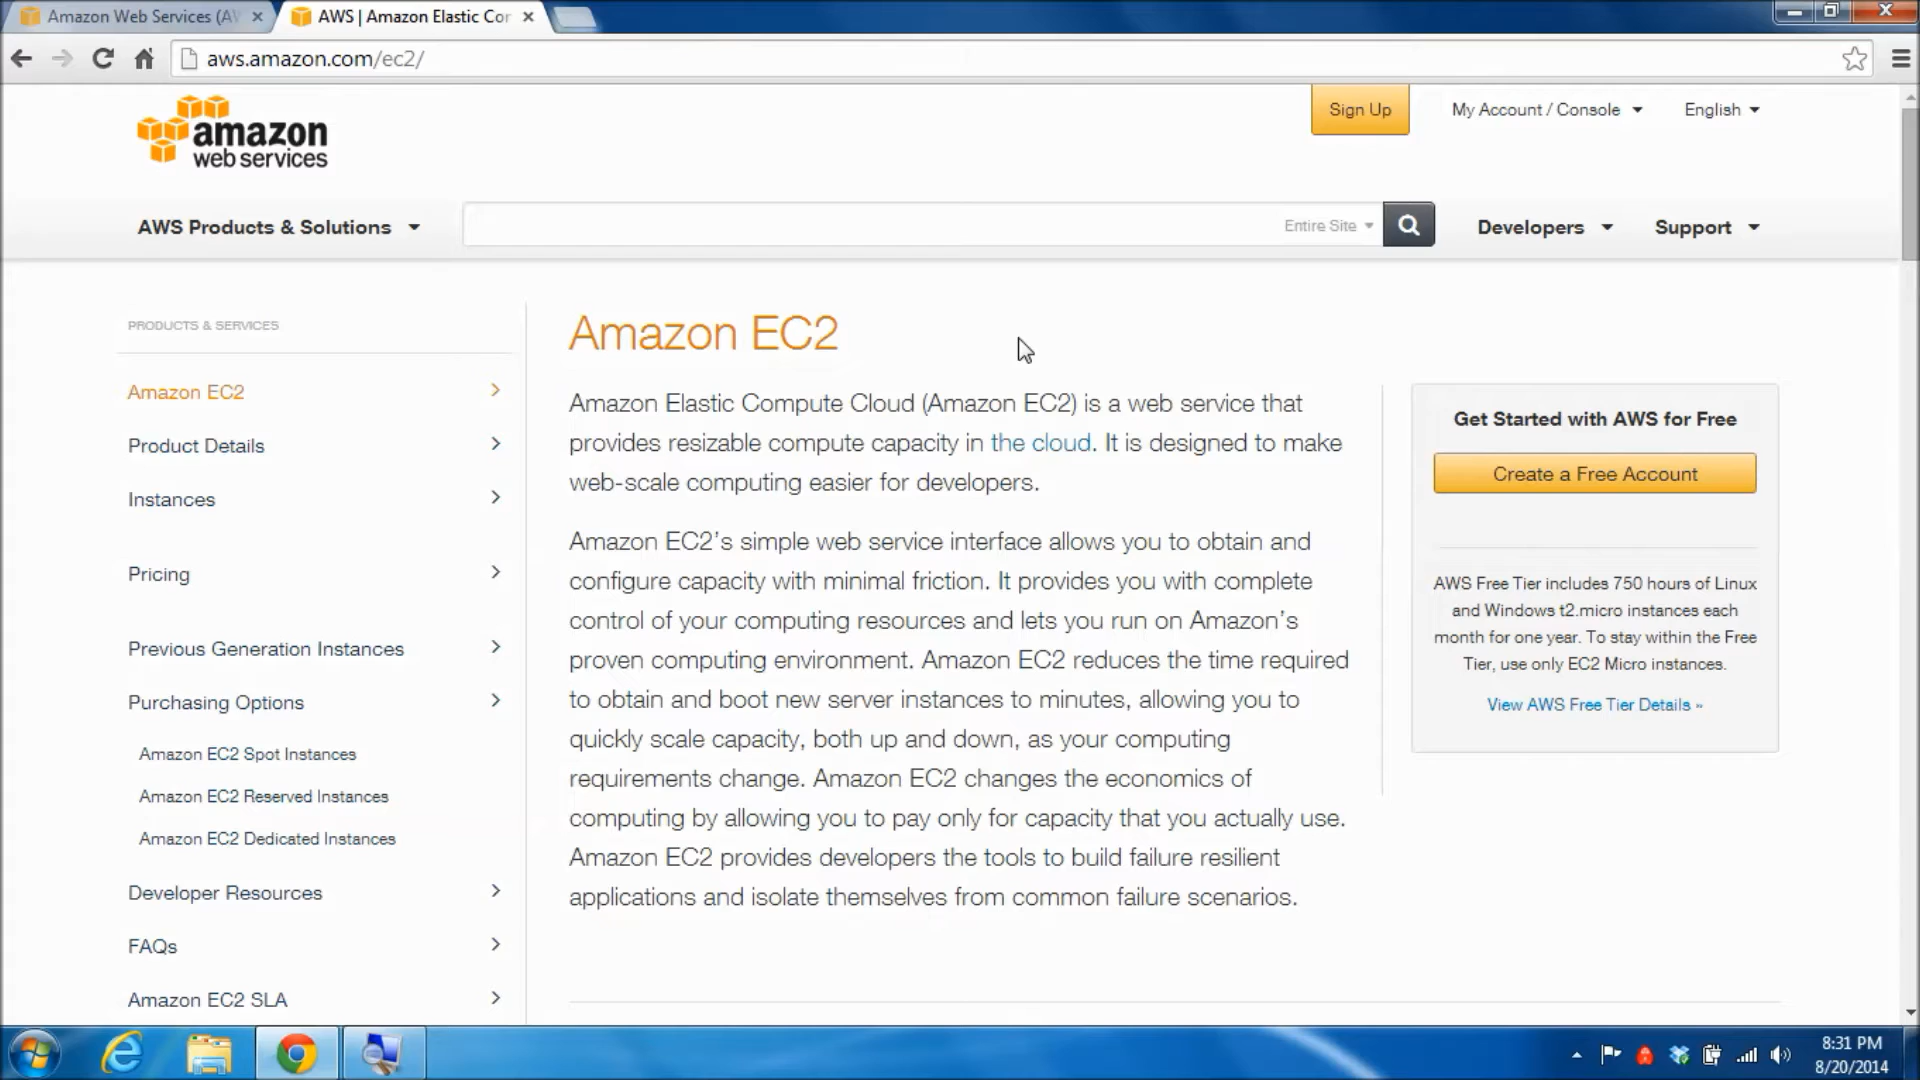 Amazon Web Services (AW
AWS | Amazon Elastic Cor
aws.amazon.com/ec2/
amazon
web services
Sign Up
My Account / Console
English
AWS Products & Solutions
Entire Site
Developers
Support
PRODUCTS & SERVICES
Amazon EC2
Product Details
Instances
Pricing
Previous Generation Instances
Purchasing Options
Amazon EC2 Spot Instances
Amazon EC2 Reserved Instances
Amazon EC2 Dedicated Instances
Developer Resources
FAQs
Amazon EC2 SLA
Amazon EC2
Amazon Elastic Compute Cloud (Amazon EC2) is a web service that
provides resizable compute capacity in the cloud. It is designed to make
web-scale computing easier for developers.
Amazon EC2’s simple web service interface allows you to obtain and
configure capacity with minimal friction. It provides you with complete
control of your computing resources and lets you run on Amazon’s
proven computing environment. Amazon EC2 reduces the time required
to obtain and boot new server instances to minutes, allowing you to
quickly scale capacity, both up and down, as your computing
requirements change. Amazon EC2 changes the economics of
computing by allowing you to pay only for capacity that you actually use.
Amazon EC2 provides developers the tools to build failure resilient
applications and isolate themselves from common failure scenarios.
Get Started with AWS for Free
Create a Free Account
AWS Free Tier includes 750 hours of Linux
and Windows t2.micro instances each
month for one year. To stay within the Free
Tier, use only EC2 Micro instances.
View AWS Free Tier Details »
8:31 PM
8/20/2014